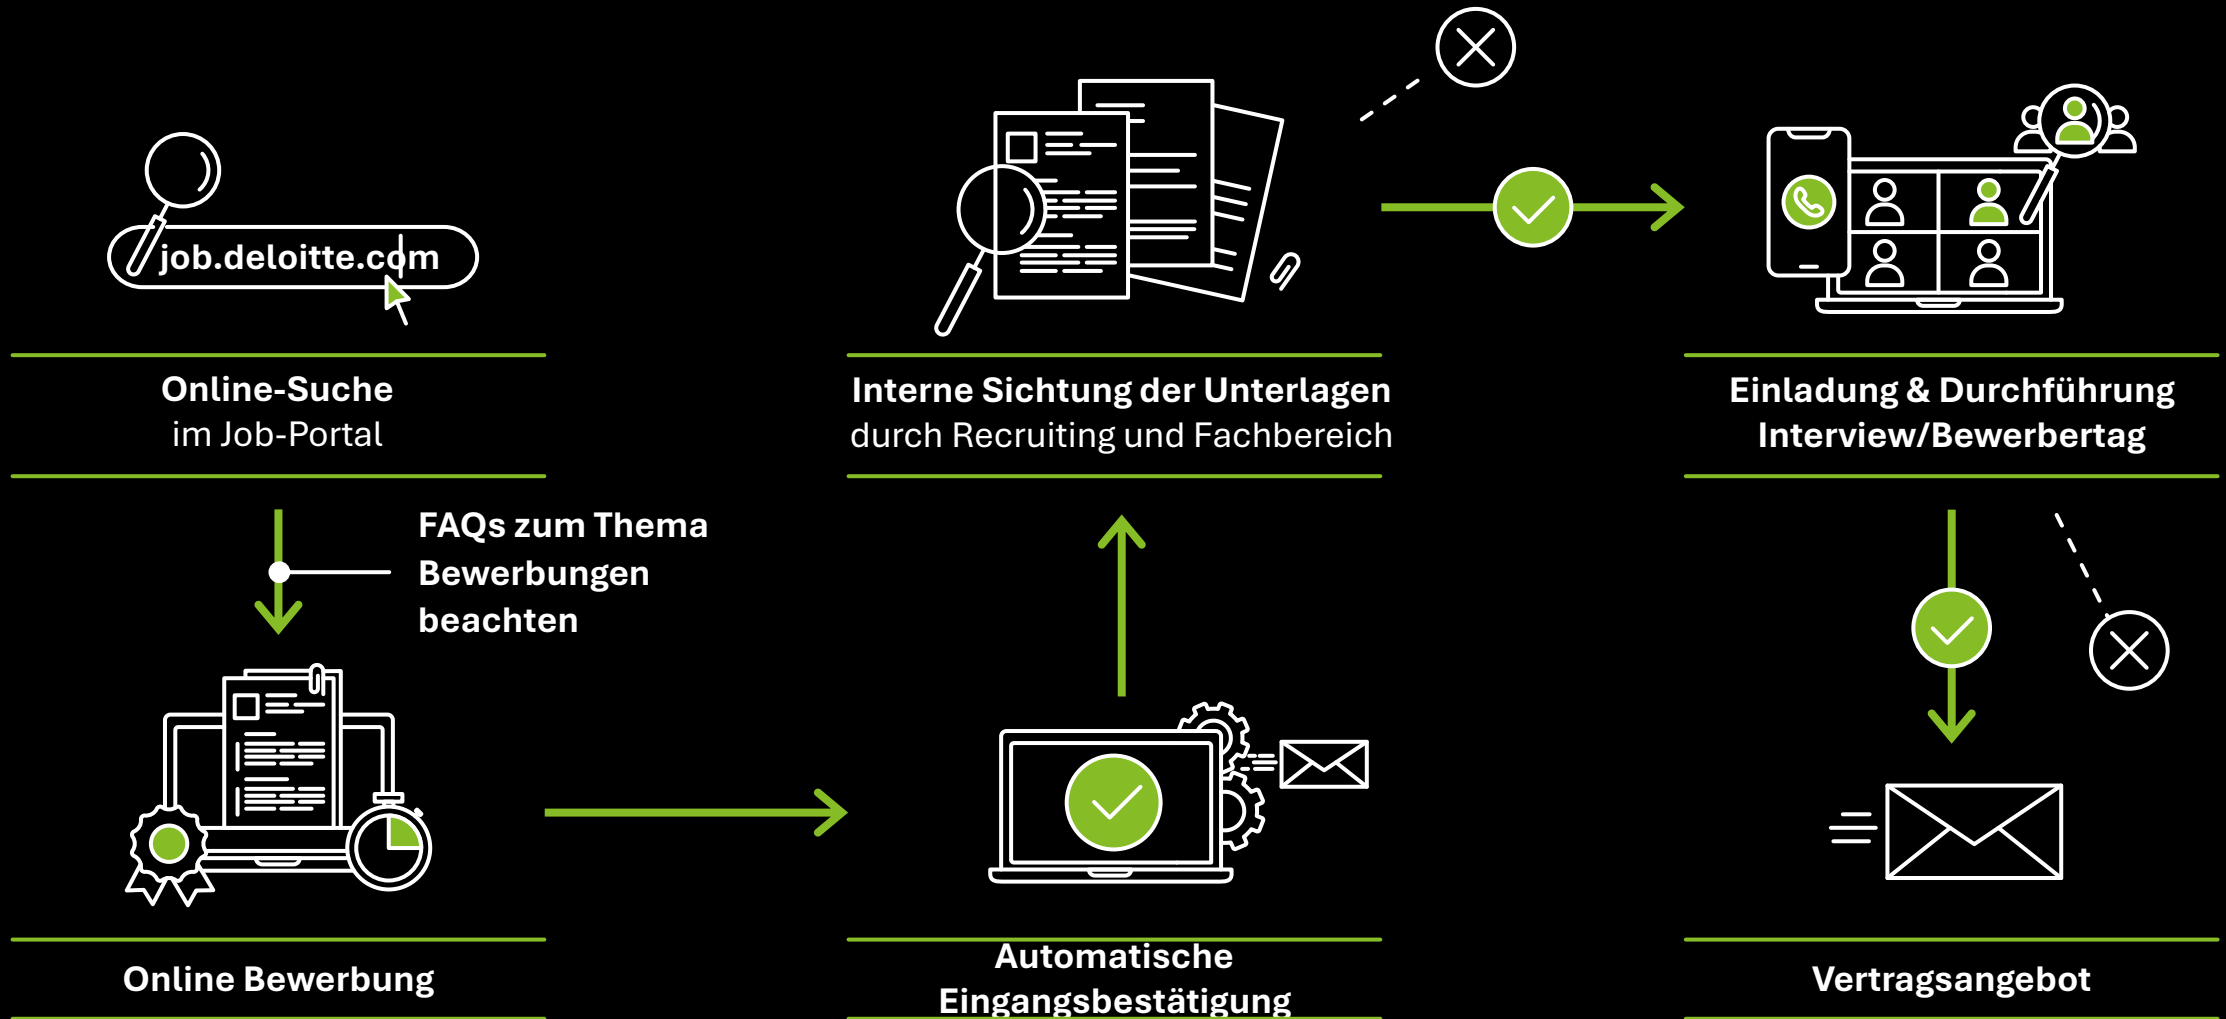 job.deloitte.com
Online-Suche
im Job-Portal
FAQs zum Thema
Bewerbungen
beachten
Online Bewerbung
Automatische
Eingangsbestätigung
Interne Sichtung der Unterlagen
durch Recruiting und Fachbereich
Einladung & Durchführung
Interview/Bewerbertag
Vertragsangebot